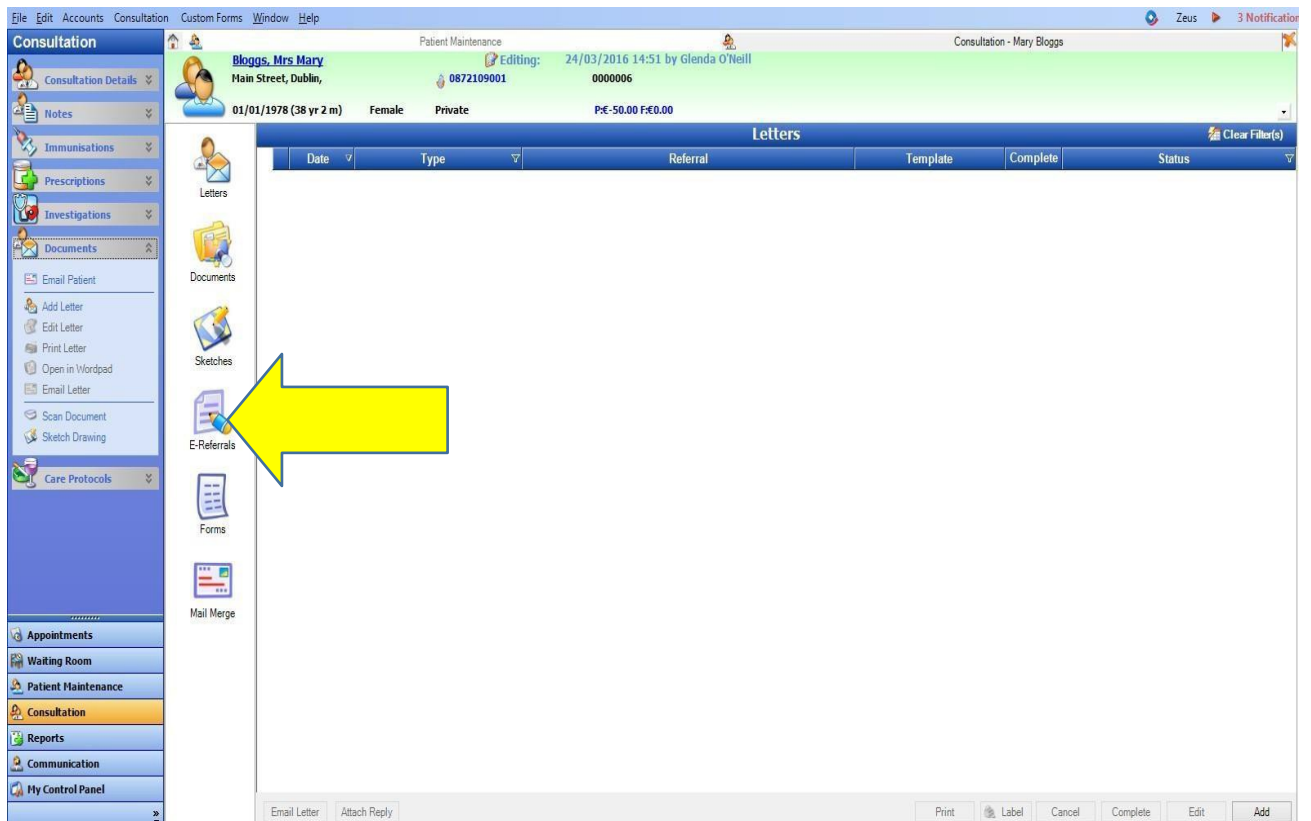 File Edit Accounts Consultation Custom Forms Window Help
Zeus 3 Notification
Consultation
Patient Maintenance
Consultation - Mary Bloggs
Bloggs, Mrs Mary
Editing: 24/03/2016 14:51 by Glenda O'Neill
Main Street, Dublin,
0872109001
0000006
01/01/1978 (38 yr 2 m) Female Private P:€-50.00 F:€0.00
Consultation Details
Notes
Immunisations
Prescriptions
Investigations
Documents
Email Patient
Add Letter
Edit Letter
Print Letter
Open in Wordpad
Email Letter
Scan Document
Sketch Drawing
Care Protocols
Appointments
Waiting Room
Patient Maintenance
Consultation
Reports
Communication
My Control Panel
»
Letters
Documents
Sketches
E-Referrals
Forms
Mail Merge
Letters
Clear Filter(s)
Date Type Referral Template Complete Status
Email Letter Attach Reply Print Label Cancel Complete Edit Add